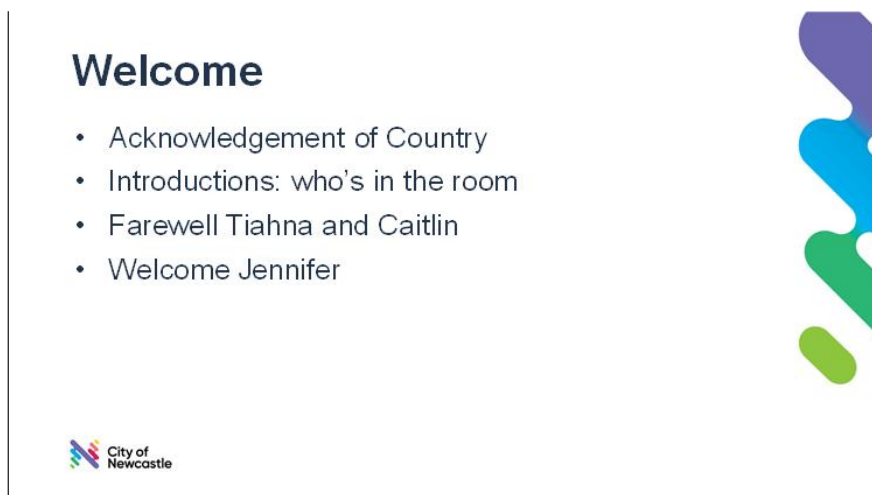 Welcome
• Acknowledgement of Country
• Introductions: who's in the room
• Farewell Tiahna and Caitlin
• Welcome Jennifer
City of
Newcastle